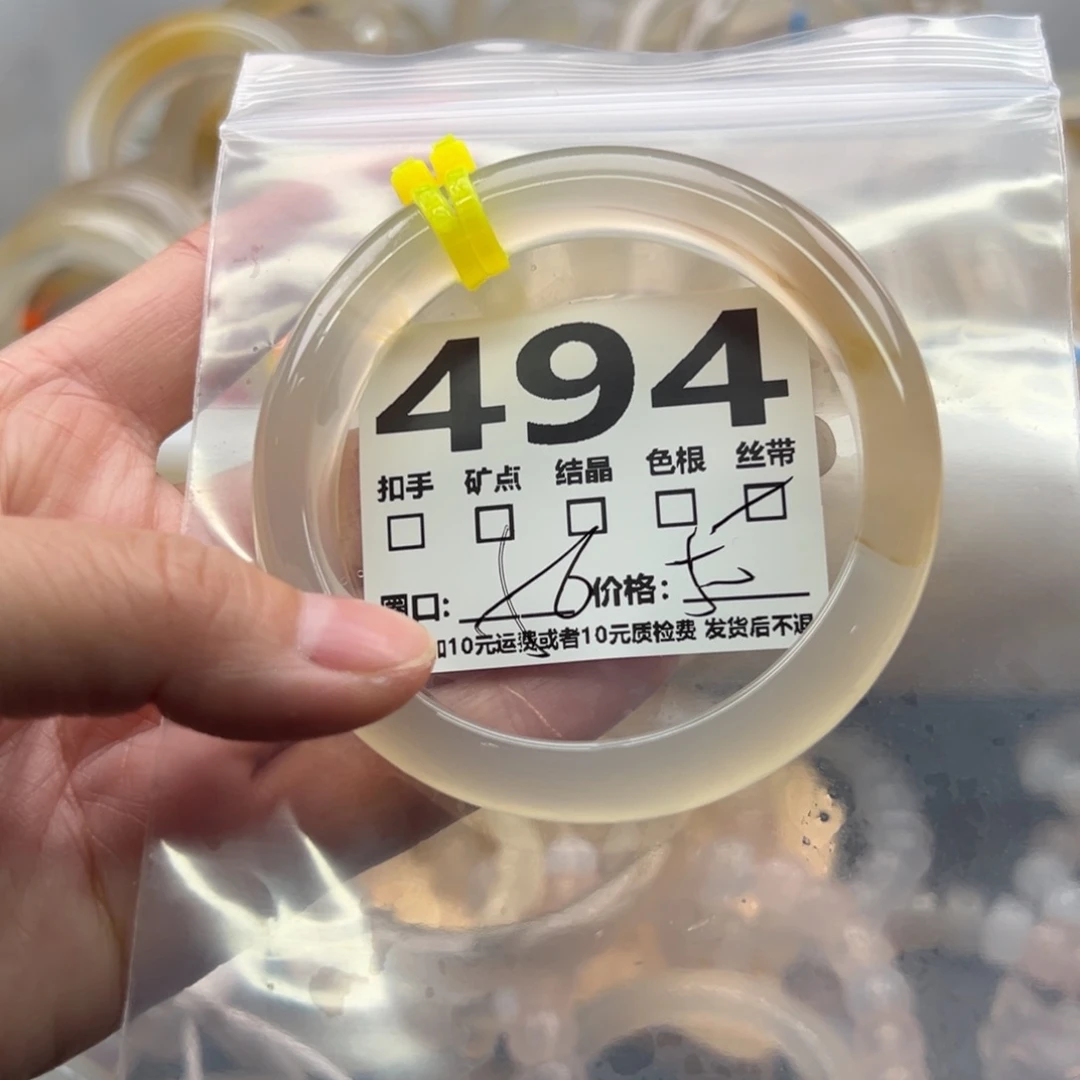 494
扣手 矿点 结晶 色根 丝带
圈口: 价格:
加10元运费或者10元质检费 发货后不退